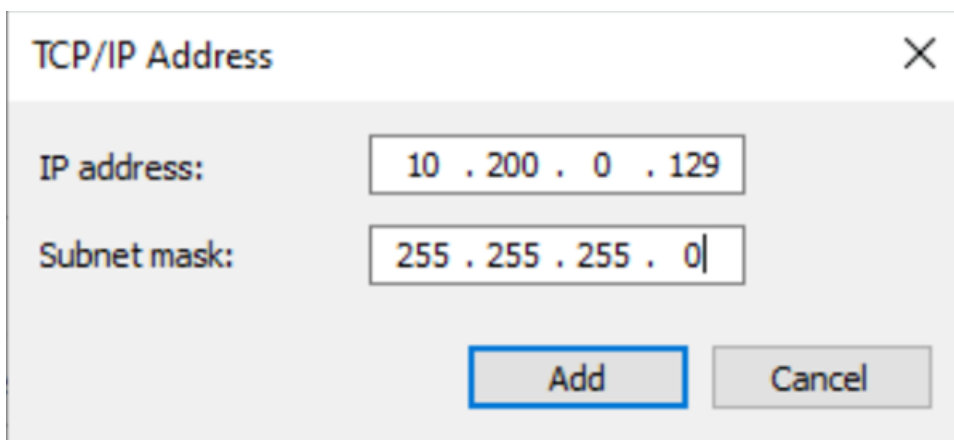 TCP/IP Address
IP address: 10 . 200 . 0 . 129
Subnet mask: 255 . 255 . 255 . 0
Add Cancel